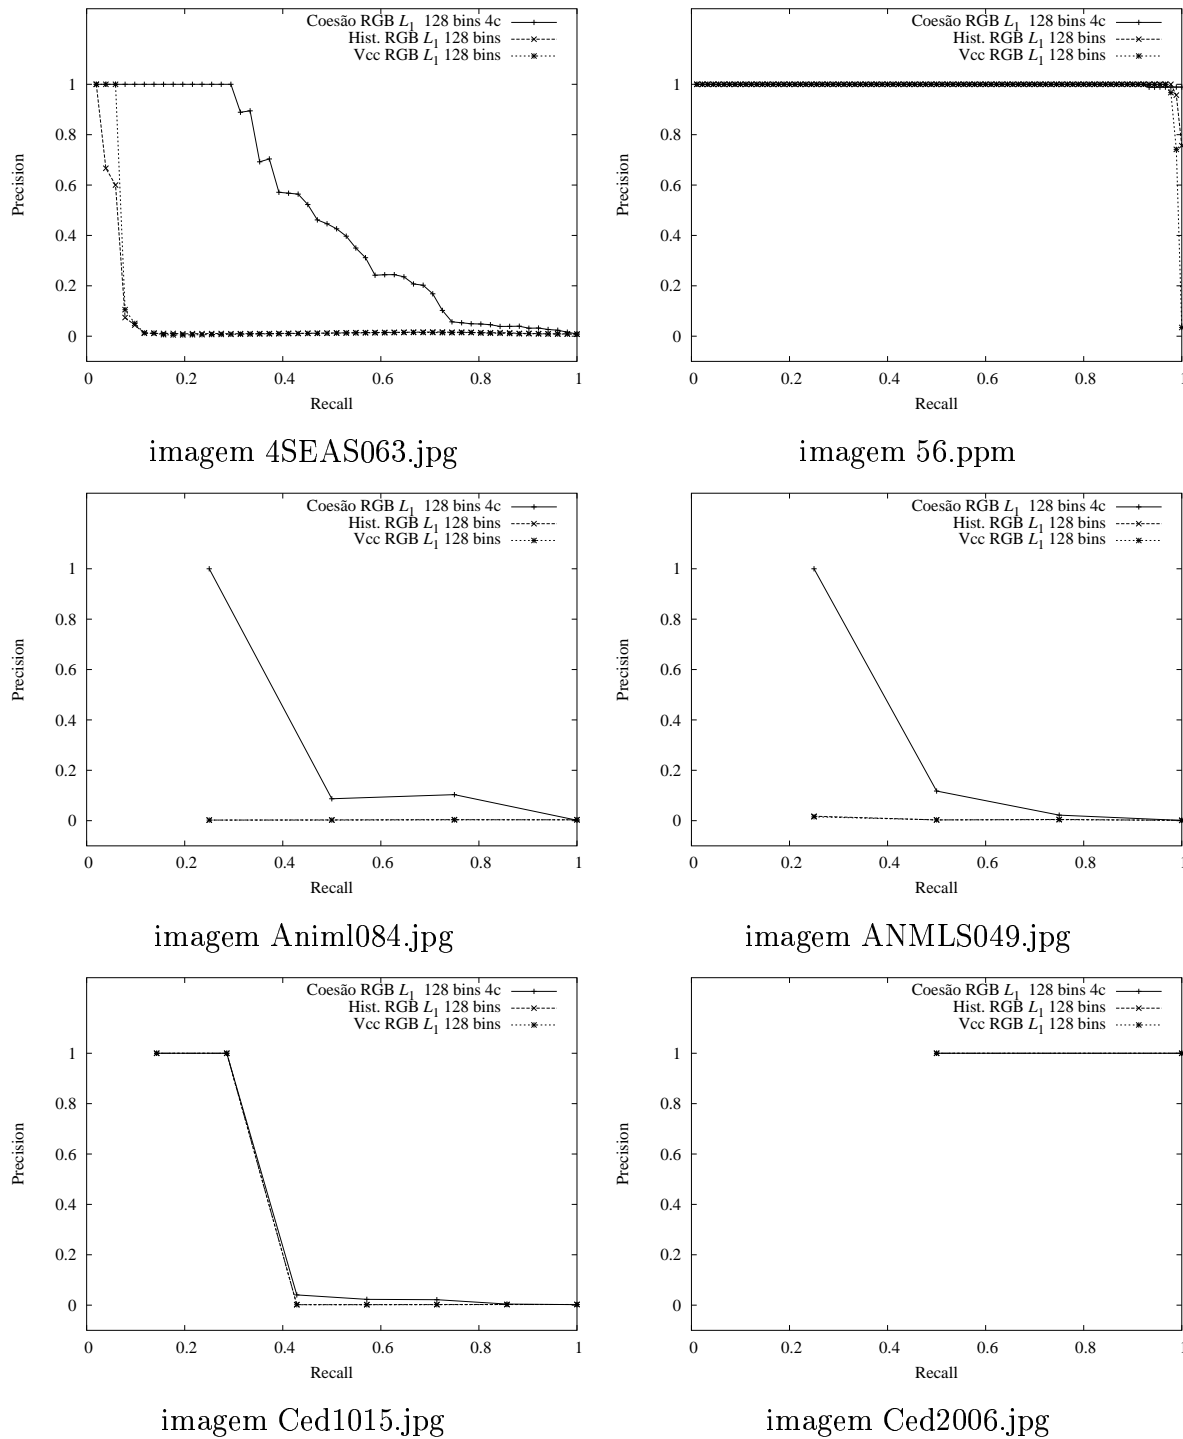 Coesão RGB L1 128 bins 4c
Hist. RGB L1 128 bins
Vcc RGB L1 128 bins
1
0.8
0.6
0.4
0.2
0
Precision
0 0.2 0.4 0.6 0.8 1
Recall
imagem 4SEAS063.jpg
Coesão RGB L1 128 bins 4c
Hist. RGB L1 128 bins
Vcc RGB L1 128 bins
1
0.8
0.6
0.4
0.2
0
Precision
0 0.2 0.4 0.6 0.8 1
Recall
imagem 56.ppm
Coesão RGB L1 128 bins 4c
Hist. RGB L1 128 bins
Vcc RGB L1 128 bins
1
0.8
0.6
0.4
0.2
0
Precision
0 0.2 0.4 0.6 0.8 1
Recall
imagem Animl084.jpg
Coesão RGB L1 128 bins 4c
Hist. RGB L1 128 bins
Vcc RGB L1 128 bins
1
0.8
0.6
0.4
0.2
0
Precision
0 0.2 0.4 0.6 0.8 1
Recall
imagem ANMLS049.jpg
Coesão RGB L1 128 bins 4c
Hist. RGB L1 128 bins
Vcc RGB L1 128 bins
1
0.8
0.6
0.4
0.2
0
Precision
0 0.2 0.4 0.6 0.8 1
Recall
imagem Ced1015.jpg
Coesão RGB L1 128 bins 4c
Hist. RGB L1 128 bins
Vcc RGB L1 128 bins
1
0.8
0.6
0.4
0.2
0
Precision
0 0.2 0.4 0.6 0.8 1
Recall
imagem Ced2006.jpg